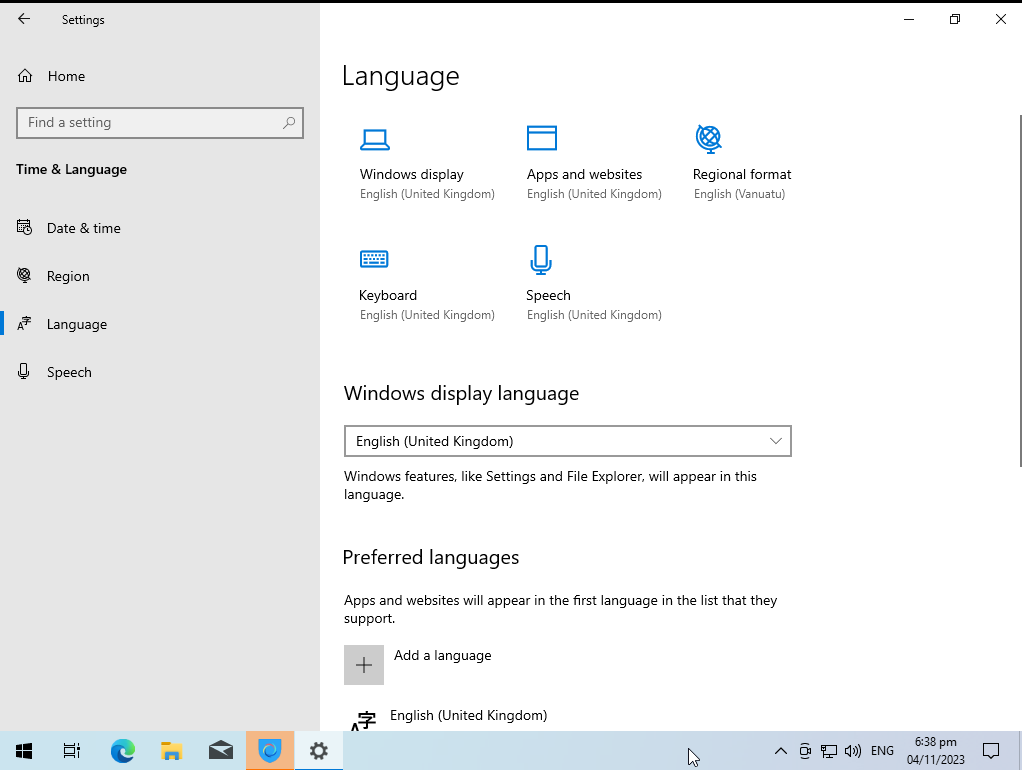 Settings
Home
Find a setting
Time & Language
Date & time
Region
Language
Speech
Language
Windows display
English (United Kingdom)
Apps and websites
English (United Kingdom)
Regional format
English (Vanuatu)
Keyboard
English (United Kingdom)
Speech
English (United Kingdom)
Windows display language
English (United Kingdom)
Windows features, like Settings and File Explorer, will appear in this
language.
Preferred languages
Apps and websites will appear in the first language in the list that they
support.
Add a language
English (United Kingdom)
ENG
6:38 pm
04/11/2023